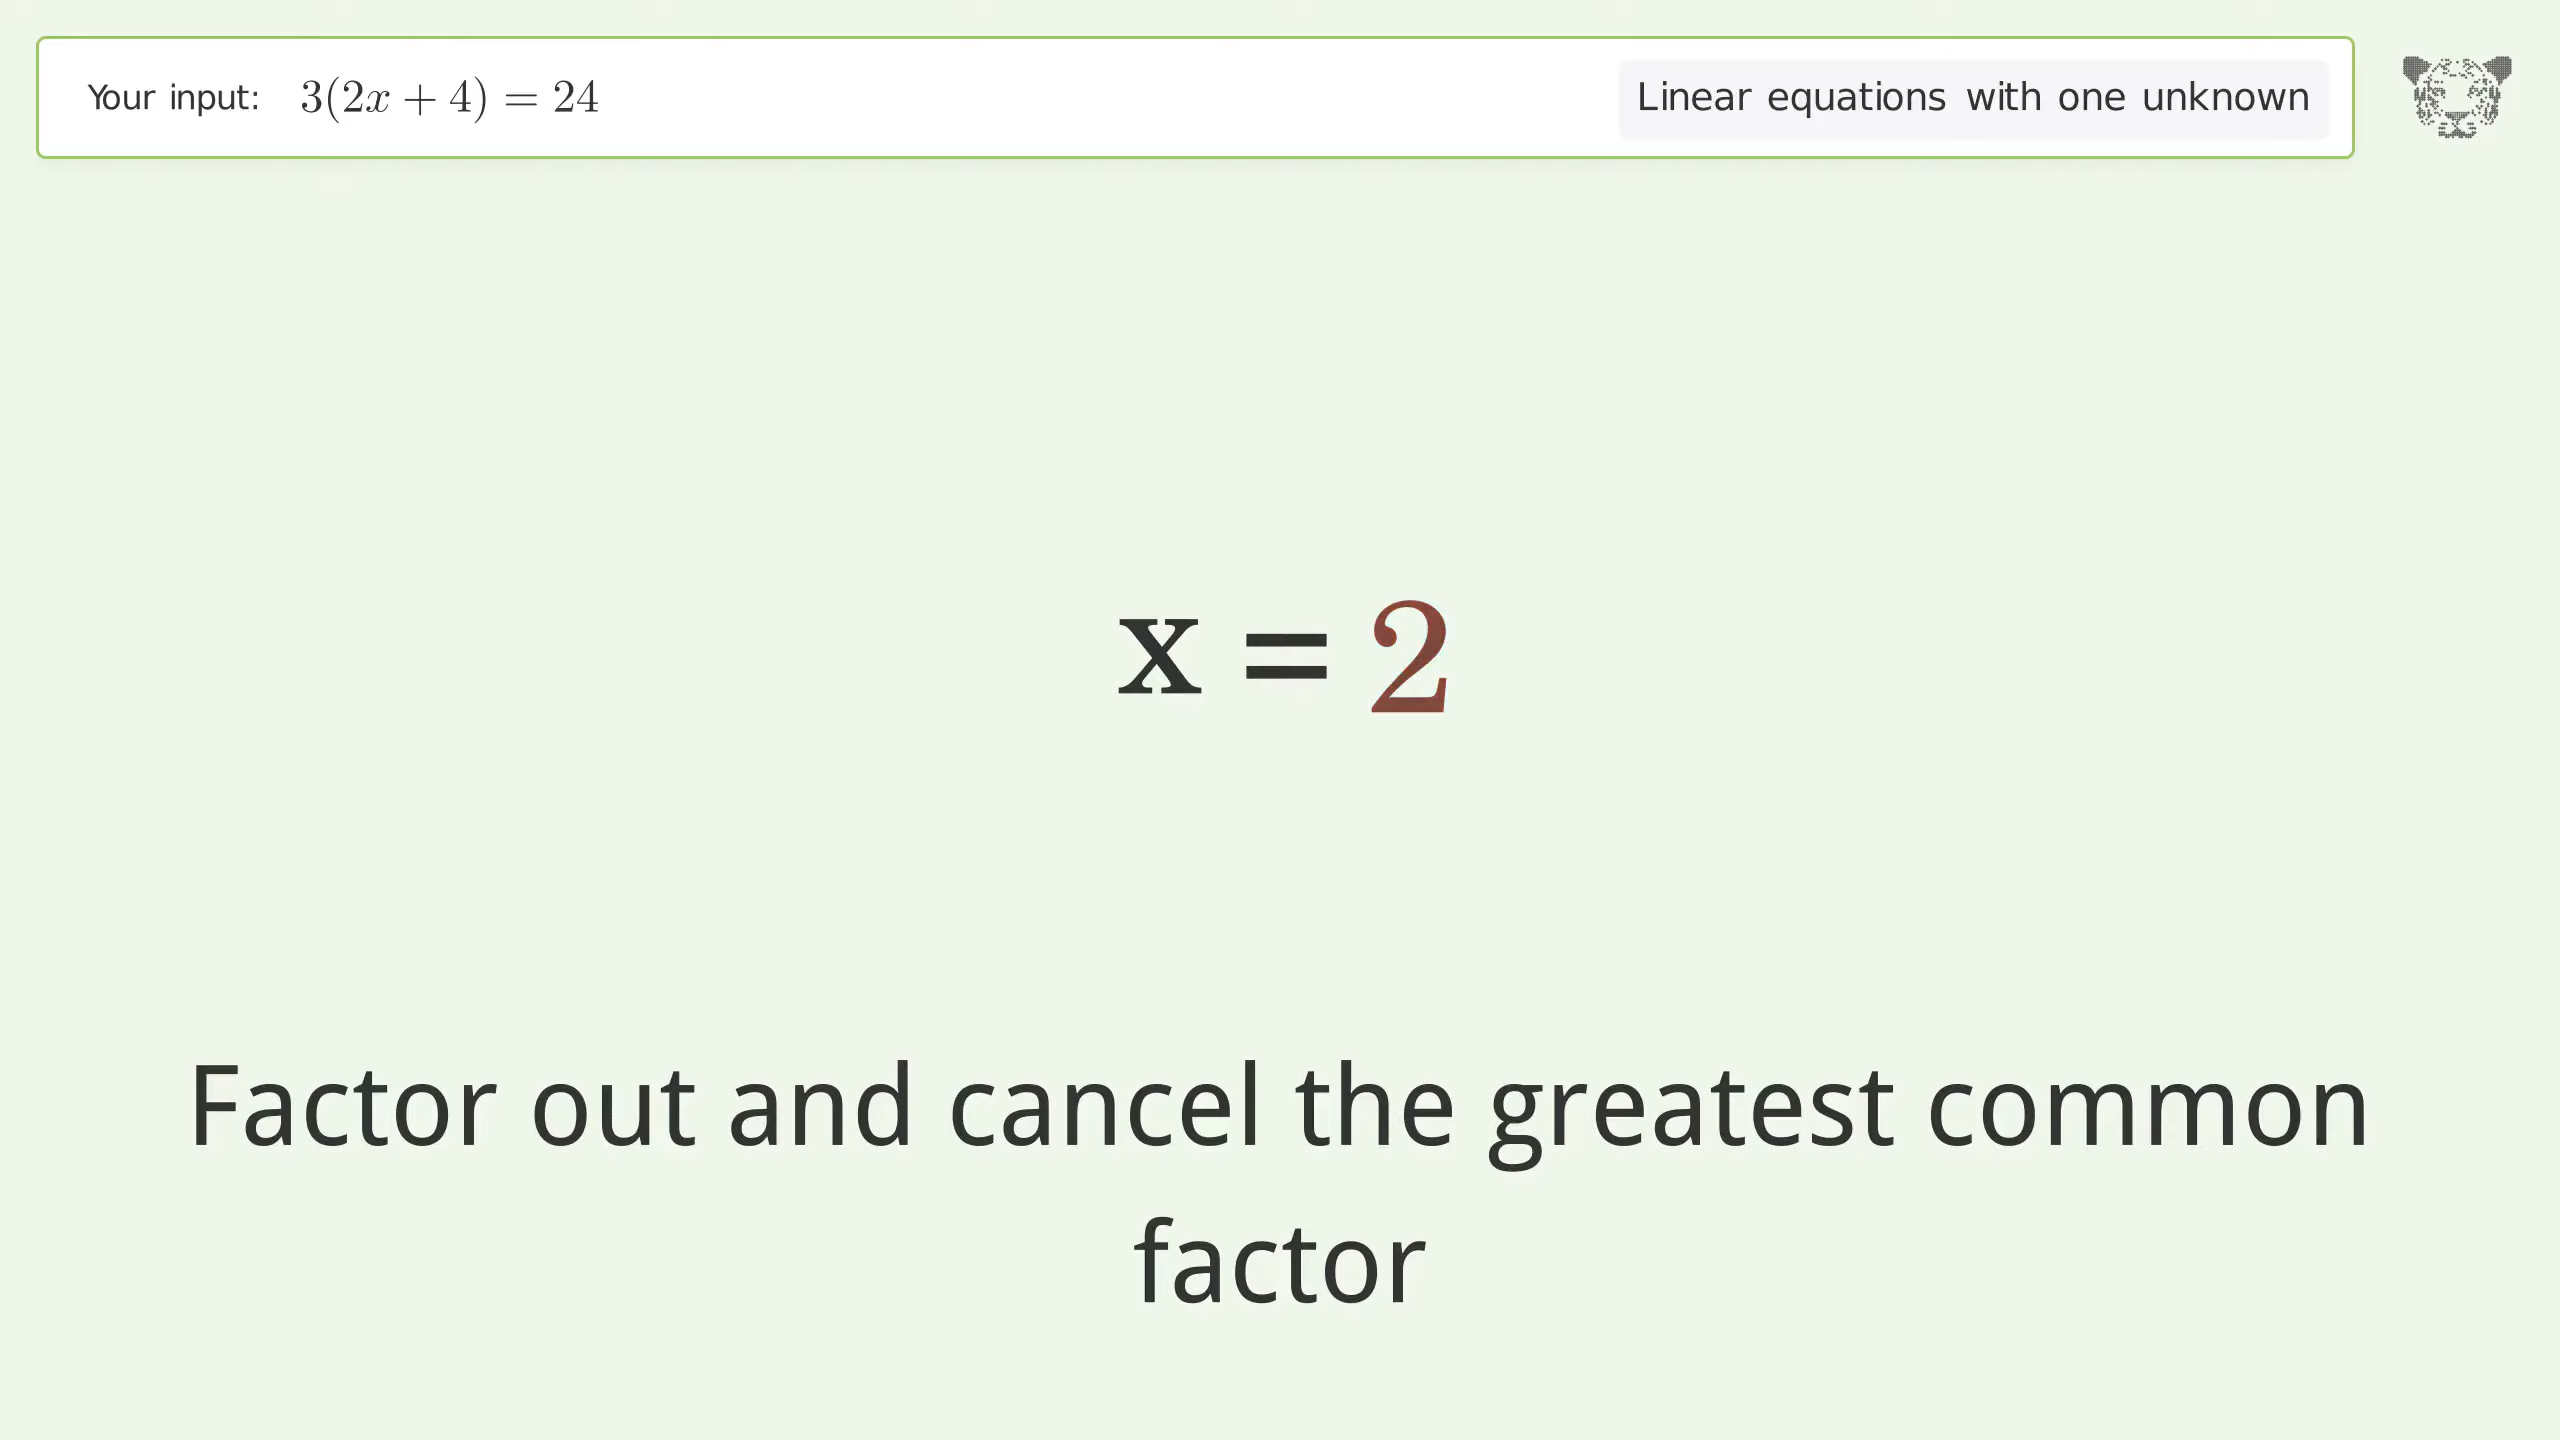 Your input: 3(2x + 4) = 24
Linear equations with one unknown
x = 2
Factor out and cancel the greatest common
factor